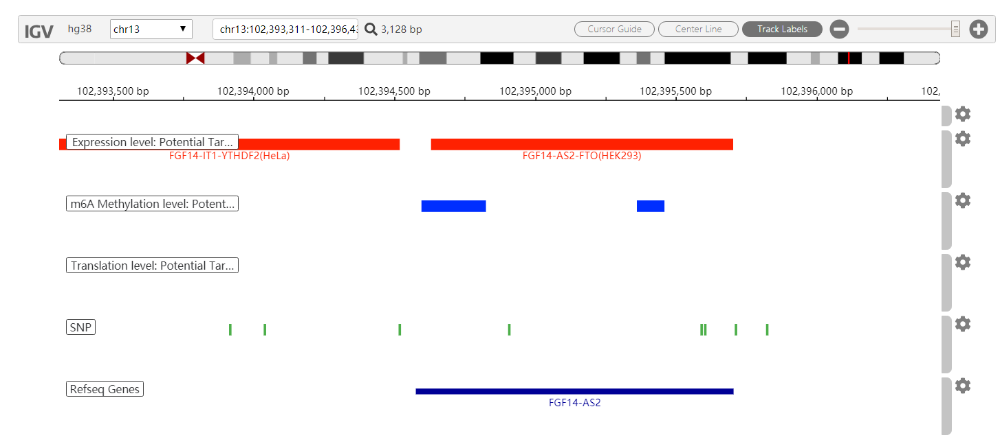 IGV hg38 chr13 chr13:102,393,311-102,396,43 3,128 bp Cursor Guide Center Line Track Labels
102,393,500 bp 102,394,000 bp 102,394,500 bp 102,395,000 bp 102,395,500 bp 102,396,000 bp 102,
Expression level: Potential Tar...
FGF14-IT1-YTHDF2(HeLa) FGF14-AS2-FTO(HEK293)
m6A Methylation level: Potent...
Translation level: Potential Tar...
SNP
Refseq Genes
FGF14-AS2